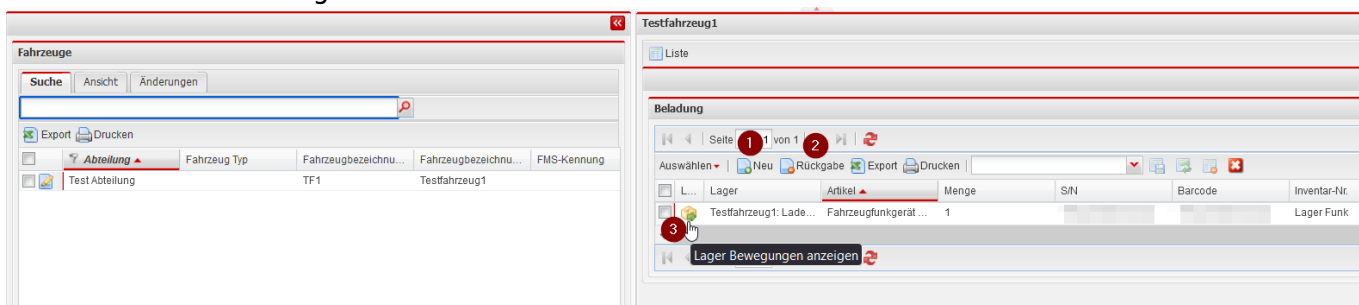 Testfahrzeug1
Fahrzeuge
Liste
Suche Ansicht Änderungen
Beladung
Export Drucken
Seite 1 von 1
1 2
Auswählen Neu Rückgabe Export Drucken
Abteilung Fahrzeug Typ Fahrzeugbezeichnu... Fahrzeugbezeichnu... FMS-Kennung
Test Abteilung TF1 Testfahrzeug1
L... Lager Artikel Menge S/N Barcode Inventar-Nr.
Testfahrzeug1: Lade... Fahrzeugfunkgerät ... 1 Lager Funk
3
Lager Bewegungen anzeigen